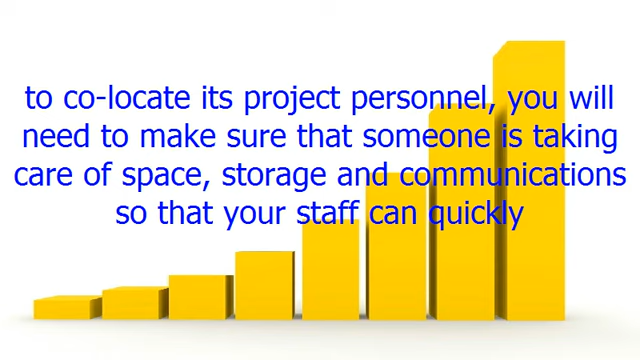 to co-locate its project personnel, you will
need to make sure that someone is taking
care of space, storage and communications
so that your staff can quickly